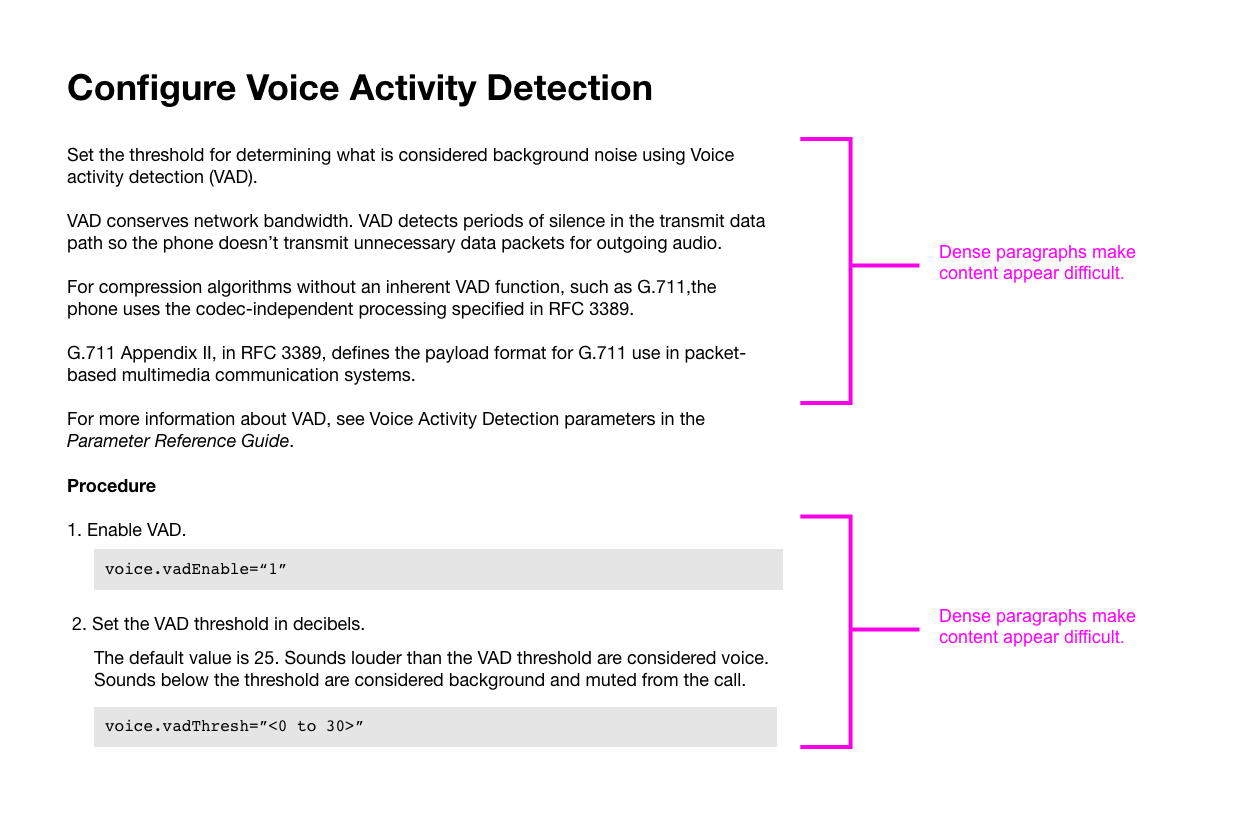 Configure Voice Activity Detection
Set the threshold for determining what is considered background noise using Voice
activity detection (VAD).
VAD conserves network bandwidth. VAD detects periods of silence in the transmit data
path so the phone doesn’t transmit unnecessary data packets for outgoing audio.
For compression algorithms without an inherent VAD function, such as G.711,the
phone uses the codec-independent processing specified in RFC 3389.
G.711 Appendix II, in RFC 3389, defines the payload format for G.711 use in packet-
based multimedia communication systems.
For more information about VAD, see Voice Activity Detection parameters in the
Parameter Reference Guide.
Dense paragraphs make
content appear difficult.
Procedure
1. Enable VAD.
voice.vadEnable=“1”
2. Set the VAD threshold in decibels.
The default value is 25. Sounds louder than the VAD threshold are considered voice.
Sounds below the threshold are considered background and muted from the call.
voice.vadThresh=”<0 to 30>”
Dense paragraphs make
content appear difficult.